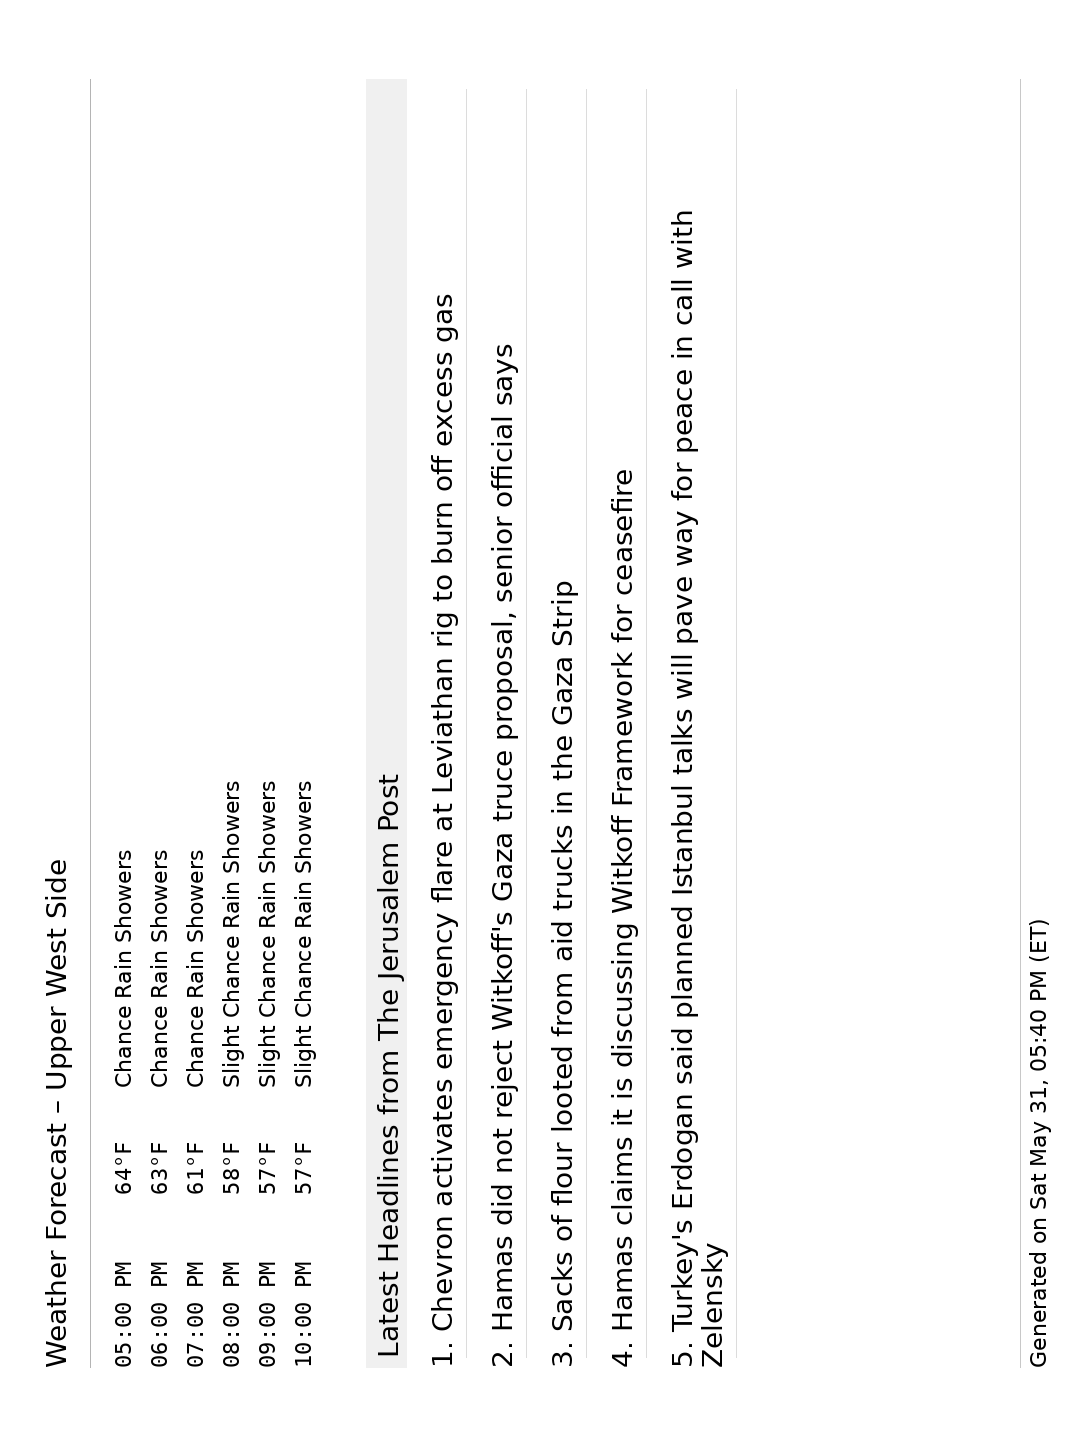 Weather Forecast – Upper West Side
05:00 PM 64°F Chance Rain Showers
06:00 PM 63°F Chance Rain Showers
07:00 PM 61°F Chance Rain Showers
08:00 PM 58°F Slight Chance Rain Showers
09:00 PM 57°F Slight Chance Rain Showers
10:00 PM 57°F Slight Chance Rain Showers
Latest Headlines from The Jerusalem Post
1. Chevron activates emergency flare at Leviathan rig to burn off excess gas
2. Hamas did not reject Witkoff's Gaza truce proposal, senior official says
3. Sacks of flour looted from aid trucks in the Gaza Strip
4. Hamas claims it is discussing Witkoff Framework for ceasefire
5. Turkey's Erdogan said planned Istanbul talks will pave way for peace in call with
Zelensky
Generated on Sat May 31, 05:40 PM (ET)